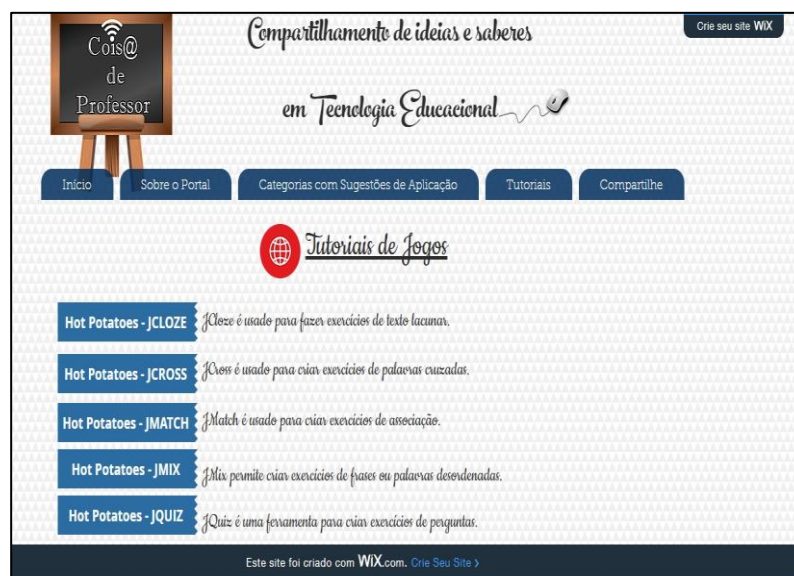 Cois@
de
Professor
Compartilhamento de ideias e saberes
em Tecnologia Educacional
Crie seu site WiX
Início
Sobre o Portal
Categorias com Sugestões de Aplicação
Tutoriais
Compartilhe
Tutoriais de Jogos
Hot Potatoes - JCLOZE JCloze é usado para fazer exercícios de texto lacunar.
Hot Potatoes - JCROSS JCross é usado para criar exercícios de palavras cruzadas.
Hot Potatoes - JMATCH JMatch é usado para criar exercícios de associação.
Hot Potatoes - JMIX JMix permite criar exercícios de frases ou palavras desordenadas.
Hot Potatoes - JQUIZ JQuiz é uma ferramenta para criar exercícios de perguntas.
Este site foi criado com WiX.com. Crie Seu Site >